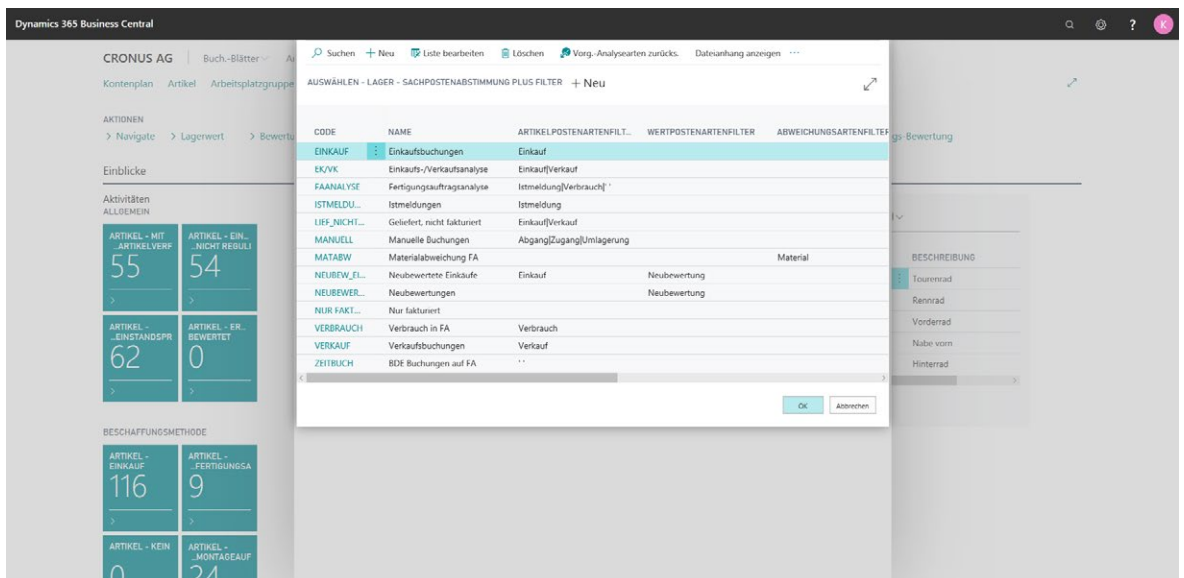 Dynamics 365 Business Central
?
K
CRONUS AG
Buch.-Blätter
Kontenplan Artikel Arbeitsplatzgruppe
AKTIONEN
> Navigate > Lagerwert > Bewertu
gs-Bewertung
Einblicke
Aktivitäten
ALLGEMEIN
ARTIKEL - MIT
...ARTIKELVERF
55
ARTIKEL - EIN...
...NICHT REGULI
54
ARTIKEL -
...EINSTANDSPR
62
ARTIKEL - ER...
BEWERTET
0
BESCHAFFUNGSMETHODE
ARTIKEL -
EINKAUF
116
ARTIKEL -
...FERTIGUNGSA
9
ARTIKEL - KEIN
0
ARTIKEL -
...MONTAGEAUF
24
Suchen + Neu Liste bearbeiten Löschen Vorg.-Analysearten zurücks. Dateianhang anzeigen ...
AUSWÄHLEN - LAGER - SACHPOSTENABSTIMMUNG PLUS FILTER + Neu
CODE NAME ARTIKELPOSTENARTENFILT... WERTPOSTENARTENFILTER ABWEICHUNGSARTENFILTER
EINKAUF Einkaufsbuchungen Einkauf
EK/VK Einkaufs-/Verkaufsanalyse Einkauf|Verkauf
FAANALYSE Fertigungsauftragsanalyse Istmeldung|Verbrauch|' '
ISTMELDU... Istmeldungen Istmeldung
LIEF_NICHT... Geliefert, nicht fakturiert Einkauf|Verkauf
MANUELL Manuelle Buchungen Abgang|Zugang|Umlagerung
MATABW Materialabweichung FA Material
NEUBEW_EI... Neubewertete Einkäufe Einkauf Neubewertung
NEUBEWER... Neubewertungen Neubewertung
NUR FAKT... Nur fakturiert
VERBRAUCH Verbrauch in FA Verbrauch
VERKAUF Verkaufsbuchungen Verkauf
ZEITBUCH BDE Buchungen auf FA ' '
OK Abbrechen
BESCHREIBUNG
Tourenrad
Rennrad
Vorderrad
Nabe vorn
Hinterrad